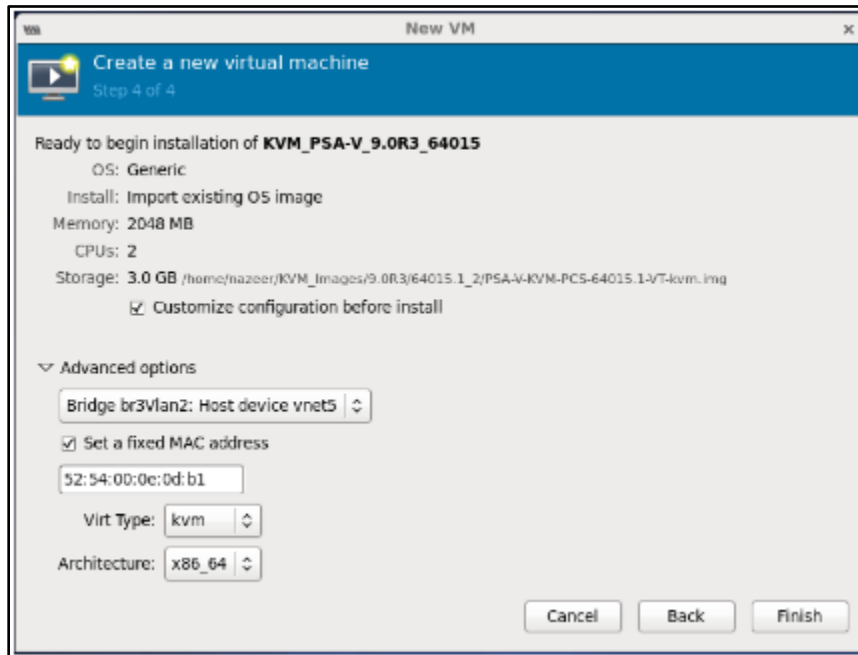 New VM
Create a new virtual machine
Step 4 of 4
Ready to begin installation of KVM_PSA-V_9.0R3_64015
OS: Generic
Install: Import existing OS image
Memory: 2048 MB
CPUs: 2
Storage: 3.0 GB /home/nazeer/KVM_Images/9.0R3/64015.1_2/PSA-V-KVM-PCS-64015.1-VT-kvm.img
Customize configuration before install
Advanced options
Bridge br3Vlan2: Host device vnet5
Set a fixed MAC address
52:54:00:0e:0d:b1
Virt Type: kvm
Architecture: x86_64
Cancel Back Finish